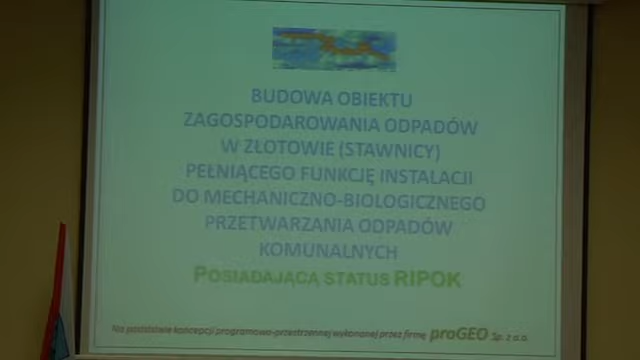 BUDOWA OBIEKTU
ZAGOSPODAROWANIA ODPADÓW
W ZŁOTOWIE (STAWNICY)
PEŁNIĄCEGO FUNKCJĘ INSTALACJI
DO MECHANICZNO-BIOLOGICZNEGO
PRZETWARZANIA ODPADÓW
KOMUNALNYCH
POSIADAJĄCĄ STATUS RIPOK
Na podstawie koncepcji programowo-przestrzennej wykonanej przez firmę proGEO Sp. z o.o.